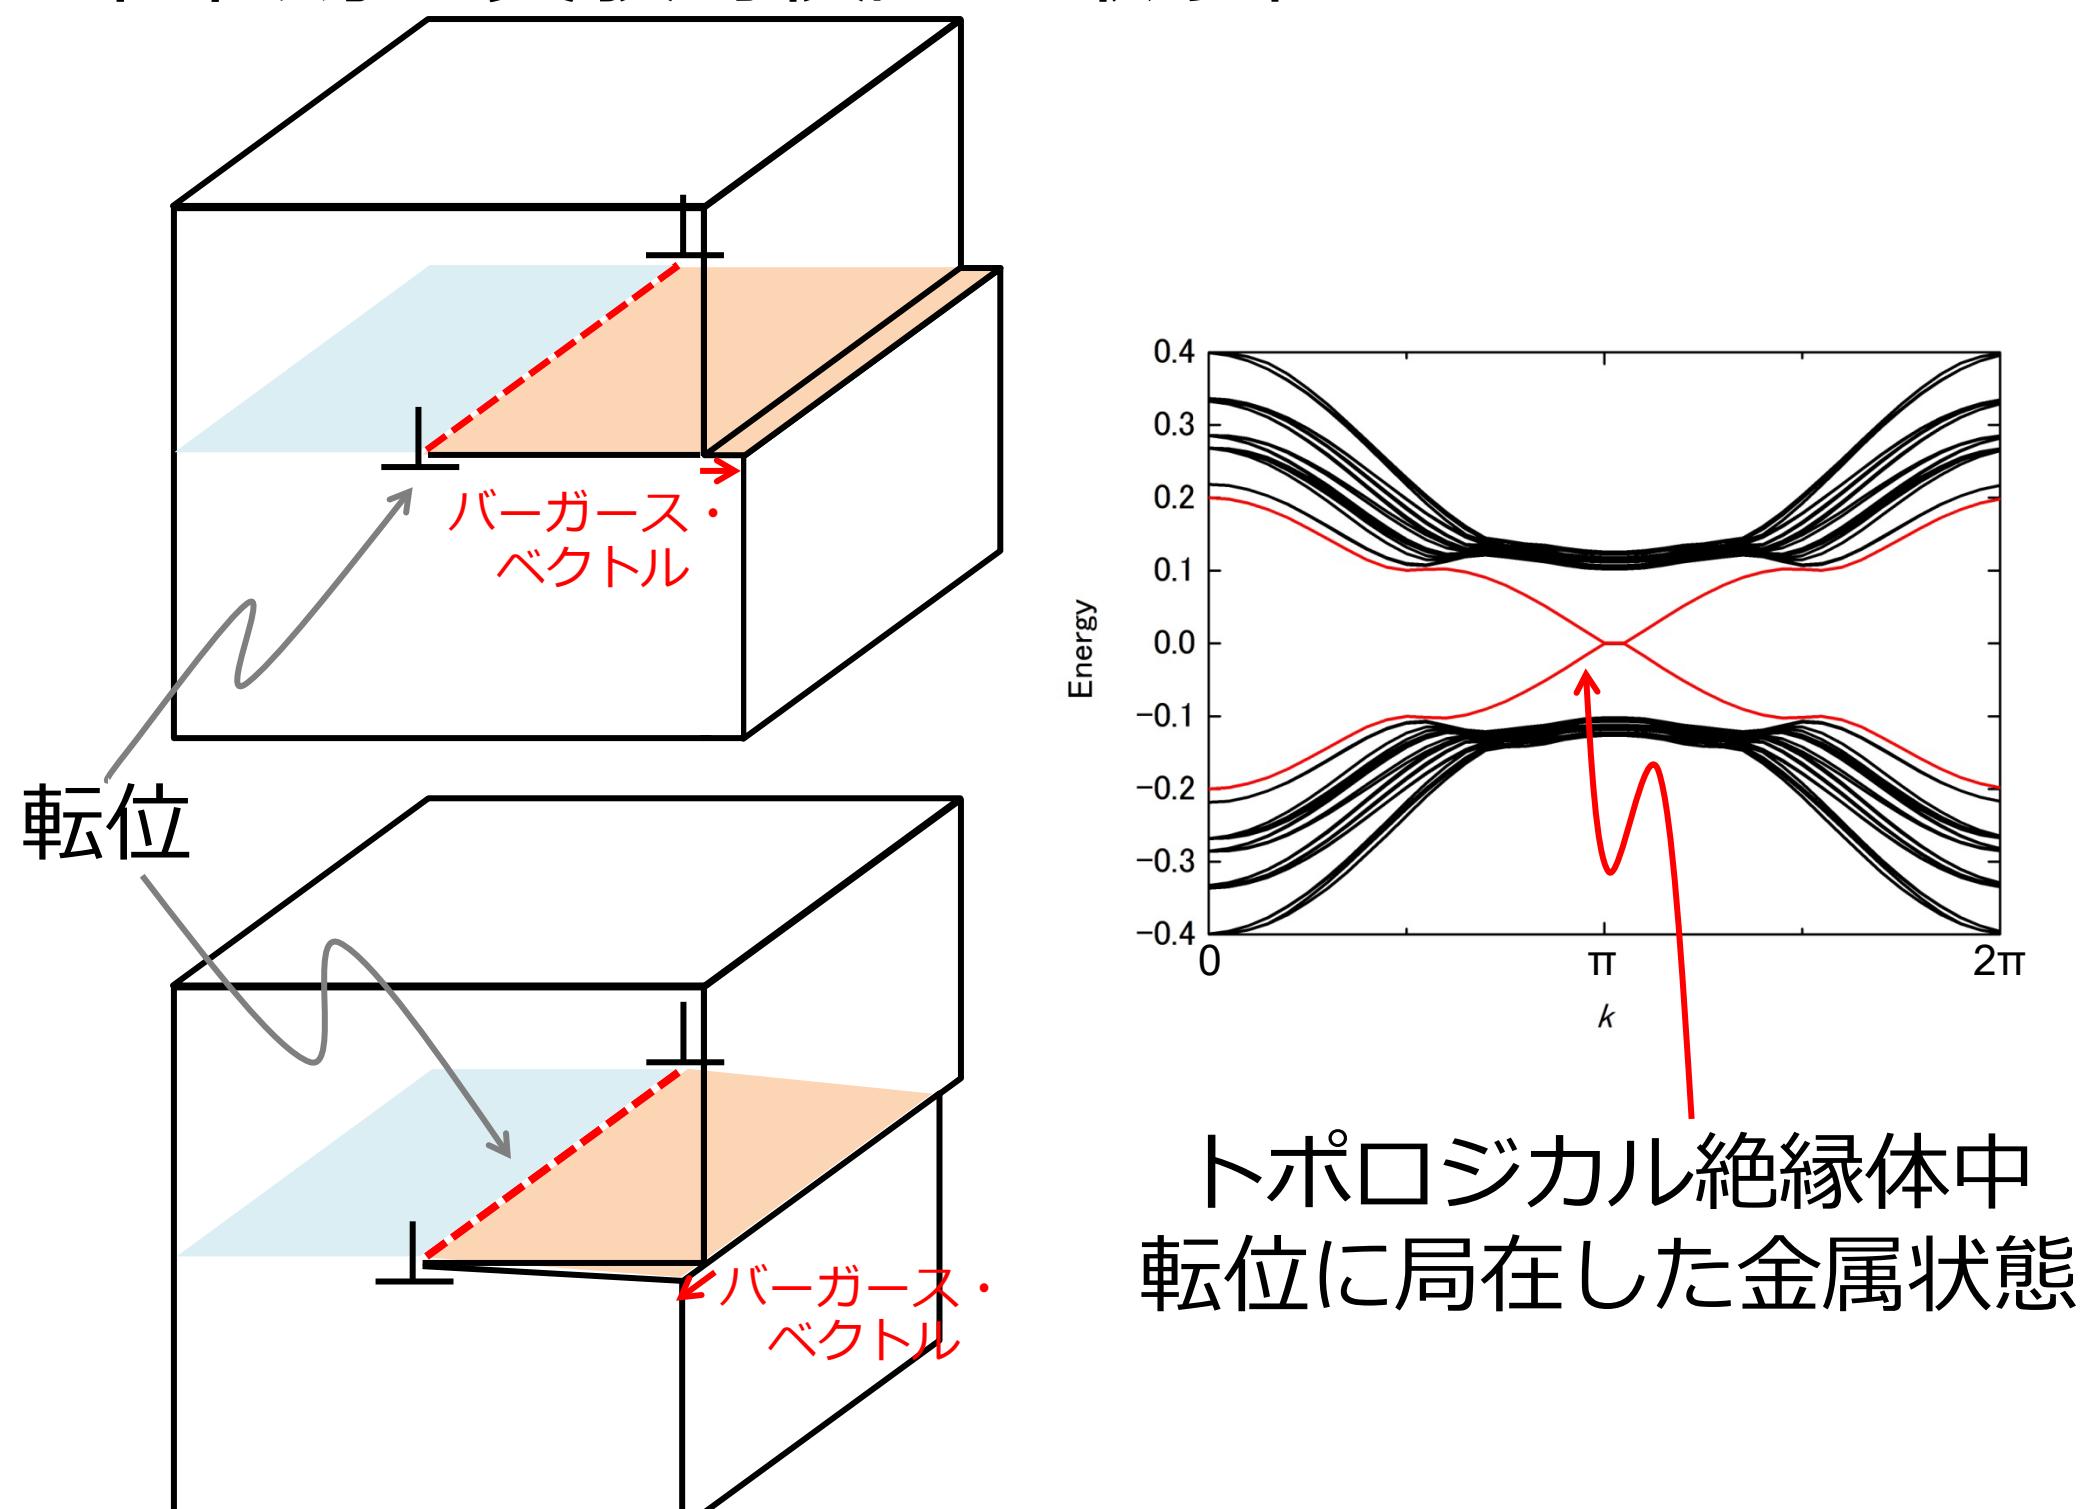 バーガース・
ベクトル
転位
バーガース・
ベクトル
0.4
0.3
0.2
0.1
0.0
−0.1
−0.2
−0.3
−0.4
Energy
0 π 2π
k
トポロジカル絶縁体中
転位に局在した金属状態